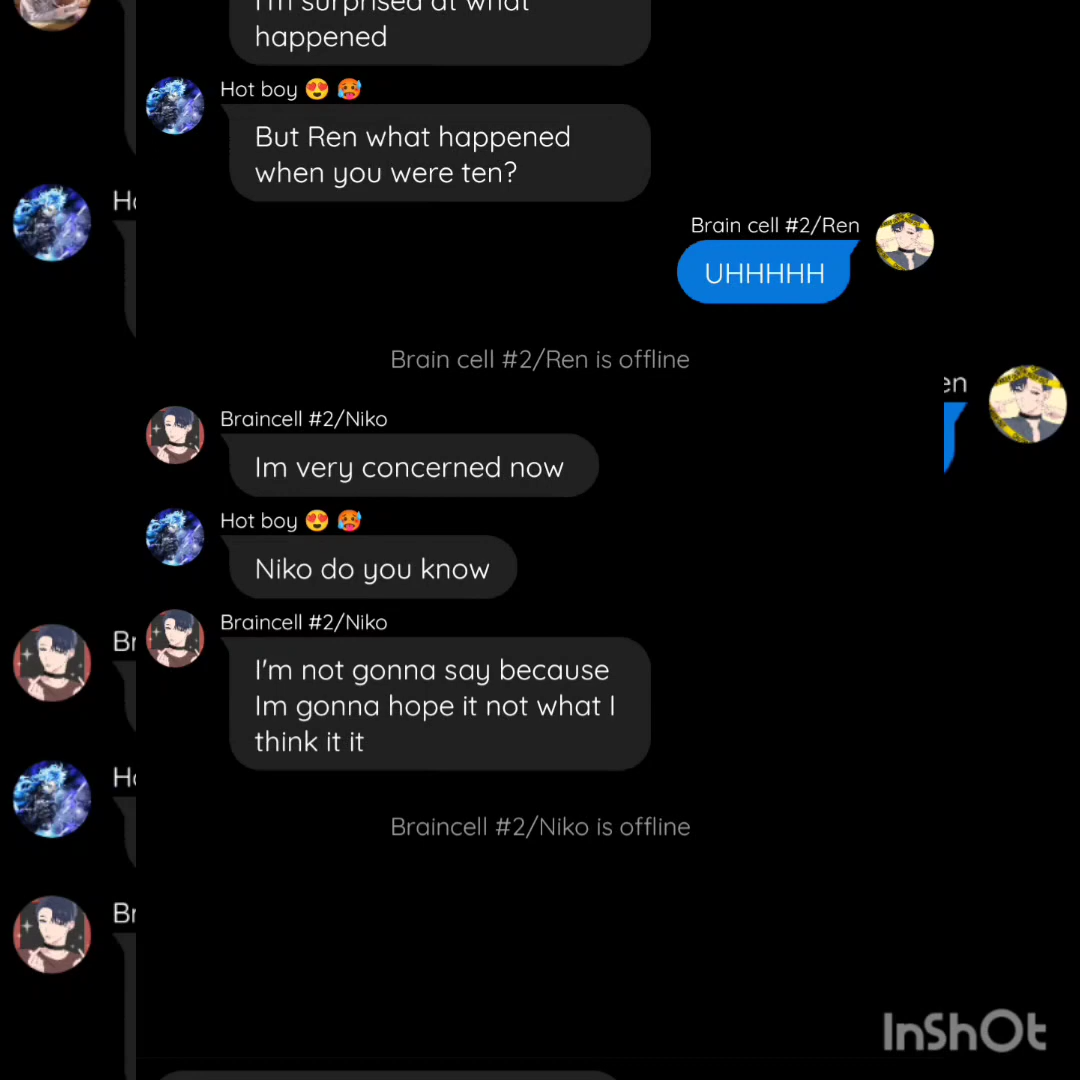 I'm surprised at what
happened
Hot boy 😍 🥵
But Ren what happened
when you were ten?
Brain cell #2/Ren
UHHHHH
Brain cell #2/Ren is offline
Braincell #2/Niko
Im very concerned now
Hot boy 😍 🥵
Niko do you know
Braincell #2/Niko
I'm not gonna say because
Im gonna hope it not what I
think it it
Braincell #2/Niko is offline
InShOt